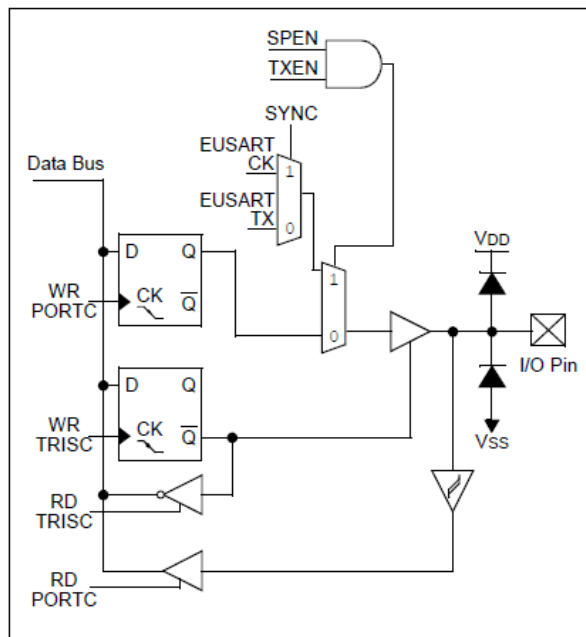 SPEN
TXEN
SYNC
EUSART
CK
1
Data Bus
EUSART
TX
0
VDD
D Q
1
WR
PORTC
CK
Q
0
I/O Pin
D Q
WR
TRISC
CK
Q
VSS
RD
TRISC
RD
PORTC